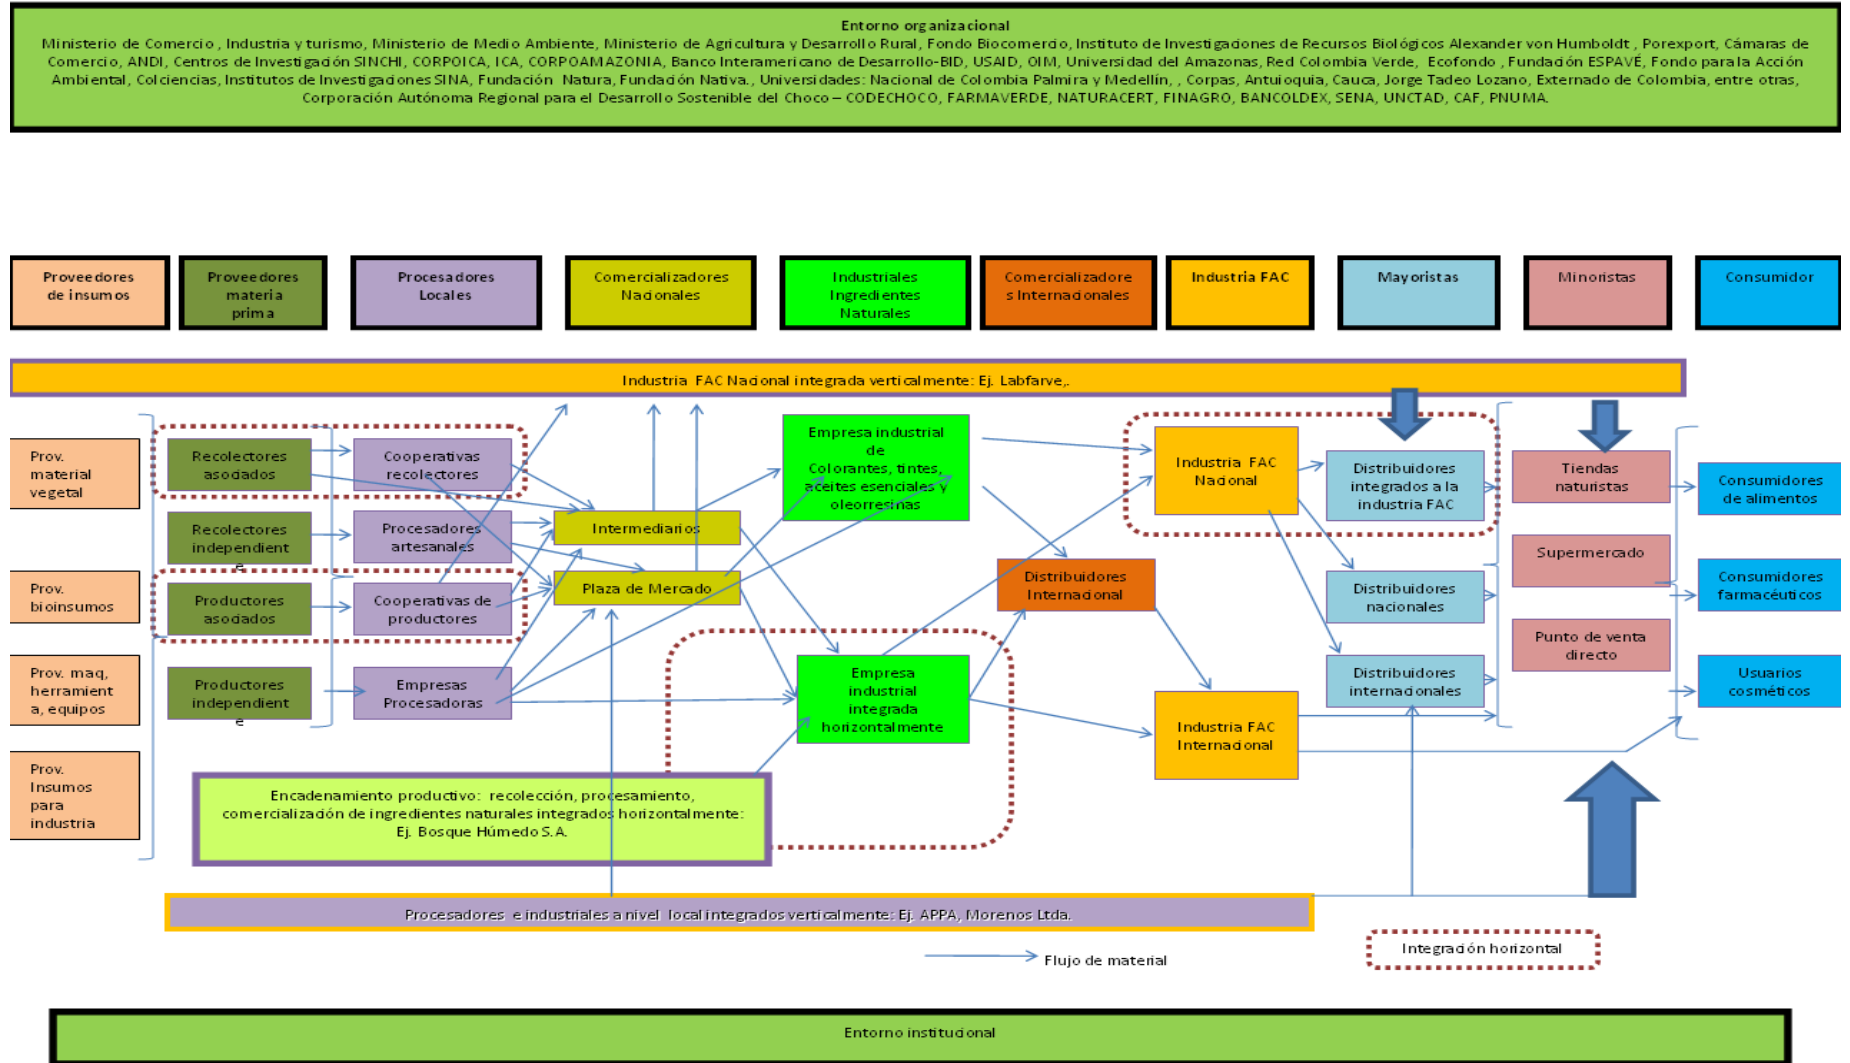 Entorno organizacional
Ministerio de Comercio , Industria y turismo, Ministerio de Medio Ambiente, Ministerio de Agricultura y Desarrollo Rural, Fondo Biocomercio, Instituto de Investigaciones de Recursos Biológicos Alexander von Humboldt , Porexport, Cámaras de
Comercio, ANDI, Centros de Investigación SINCHI, CORPOICA, ICA, CORPOAMAZONIA, Banco Interamericano de Desarrollo-BID, USAID, OIM, Universidad del Amazonas, Red Colombia Verde, Ecofondo , Fundación ESPAVÉ, Fondo para la Acción
Ambiental, Colciencias, Institutos de Investigaciones SINA, Fundación Natura, Fundación Nativa., Universidades: Nacional de Colombia Palmira y Medellín, , Corpas, Antuioquia, Cauca, Jorge Tadeo Lozano, Externado de Colombia, entre otras,
Corporación Autónoma Regional para el Desarrollo Sostenible del Choco – CODECHOCO, FARMAVERDE, NATURACERT, FINAGRO, BANCOLDEX, SENA, UNCTAD, CAF, PNUMA.
Proveedores
de insumos
Proveedores
materia
prima
Procesadores
Locales
Comercializadores
Nacionales
Industriales
Ingredientes
Naturales
Comercializadore
s Internacionales
Industria FAC
Mayoristas
Minoristas
Consumidor
Industria FAC Nacional integrada verticalmente: Ej. Labfarve,.
Prov.
material
vegetal
Prov.
bioinsumos
Prov. maq,
herramient
a, equipos
Prov.
Insumos
para
industria
Recolectores
asociados
Recolectores
independient
e
Productores
asociados
Productores
independient
e
Cooperativas
recolectores
Procesadores
artesanales
Cooperativas de
productores
Empresas
Procesadoras
Intermediarios
Plaza de Mercado
Empresa industrial
de
Colorantes, tintes,
aceites esenciales y
oleorresinas
Empresa
industrial
integrada
horizontalmente
Distribuidores
Internacional
Industria FAC
Nacional
Industria FAC
Internacional
Distribuidores
integrados a la
industria FAC
Distribuidores
nacionales
Distribuidores
internacionales
Tiendas
naturistas
Supermercado
Punto de venta
directo
Consumidores
de alimentos
Consumidores
farmacéuticos
Usuarios
cosméticos
Encadenamiento productivo: recolección, procesamiento,
comercialización de ingredientes naturales integrados horizontalmente:
Ej. Bosque Húmedo S.A.
Procesadores e industriales a nivel local integrados verticalmente: Ej. APPA, Morenos Ltda.
Flujo de material
Integración horizontal
Entorno institucional